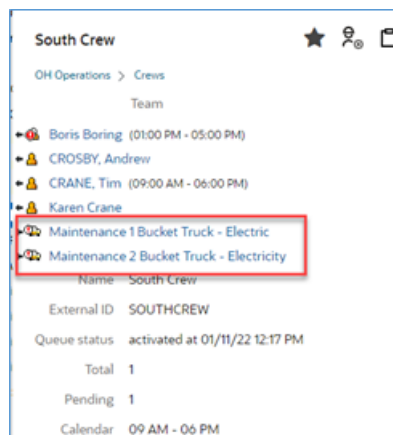 South Crew
OH Operations > Crews
Team
Boris Boring (01:00 PM - 05:00 PM)
CROSBY, Andrew
CRANE, Tim (09:00 AM - 06:00 PM)
Karen Crane
Maintenance 1 Bucket Truck - Electric
Maintenance 2 Bucket Truck - Electricity
Name South Crew
External ID SOUTHCREW
Queue status activated at 01/11/22 12:17 PM
Total 1
Pending 1
Calendar 09 AM - 06 PM